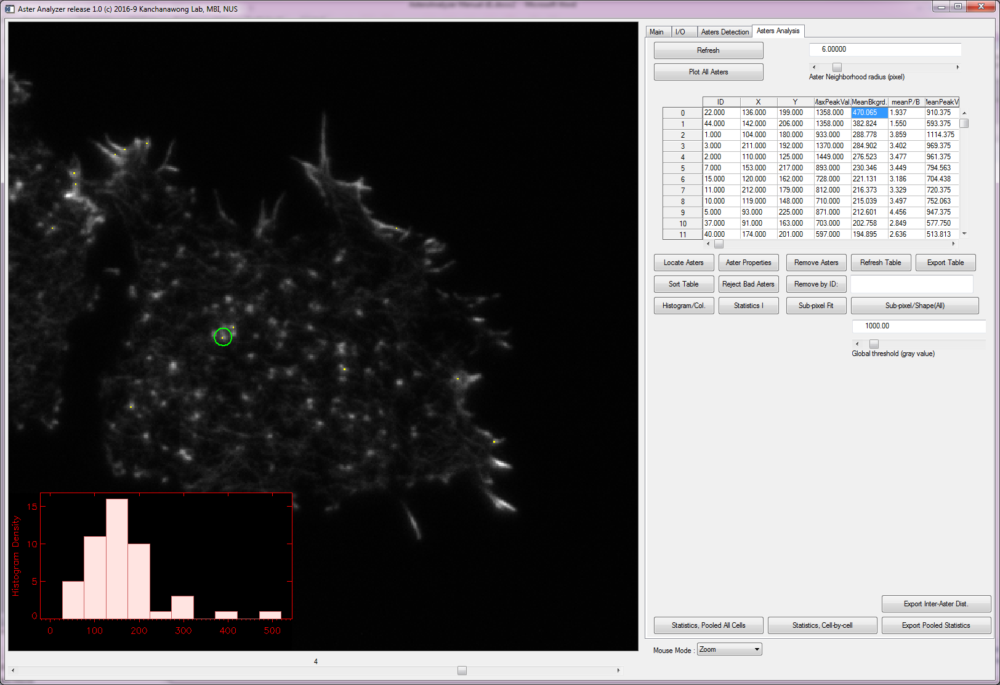 Aster Analyzer release 1.0 (c) 2016-9 Kanchanawong Lab, MBI, NUS
Main I/O Asters Detection Asters Analysis
Refresh
6.00000
Plot All Asters
Aster Neighborhood radius (pixel)
ID X Y MaxPeakVal. MeanBkgrd. meanP/B MeanPeakV
0 22.000 136.000 199.000 1358.000 470.065 1.937 910.375
1 44.000 142.000 206.000 1358.000 382.824 1.550 593.375
2 1.000 104.000 180.000 933.000 288.778 3.859 1114.375
3 3.000 211.000 192.000 1370.000 284.902 3.402 969.375
4 2.000 110.000 125.000 1449.000 276.523 3.477 961.375
5 7.000 153.000 217.000 893.000 230.346 3.449 794.563
6 15.000 120.000 162.000 728.000 221.131 3.186 704.438
7 11.000 212.000 179.000 812.000 216.373 3.329 720.375
8 10.000 119.000 148.000 710.000 215.039 3.497 752.063
9 5.000 93.000 225.000 871.000 212.601 4.456 947.375
10 37.000 91.000 163.000 703.000 202.758 2.849 577.750
11 40.000 174.000 201.000 597.000 194.895 2.636 513.813
Locate Asters Aster Properties Remove Asters Refresh Table Export Table
Sort Table Reject Bad Asters Remove by ID:
Histogram/Col. Statistics I Sub-pixel Fit Sub-pixel/Shape(All)
1000.00
Global threshold (gray value)
Histogram Density
15
10
5
0
0 100 200 300 400 500
Export Inter-Aster Dist.
Statistics, Pooled All Cells Statistics, Cell-by-cell Export Pooled Statistics
Mouse Mode : Zoom
4